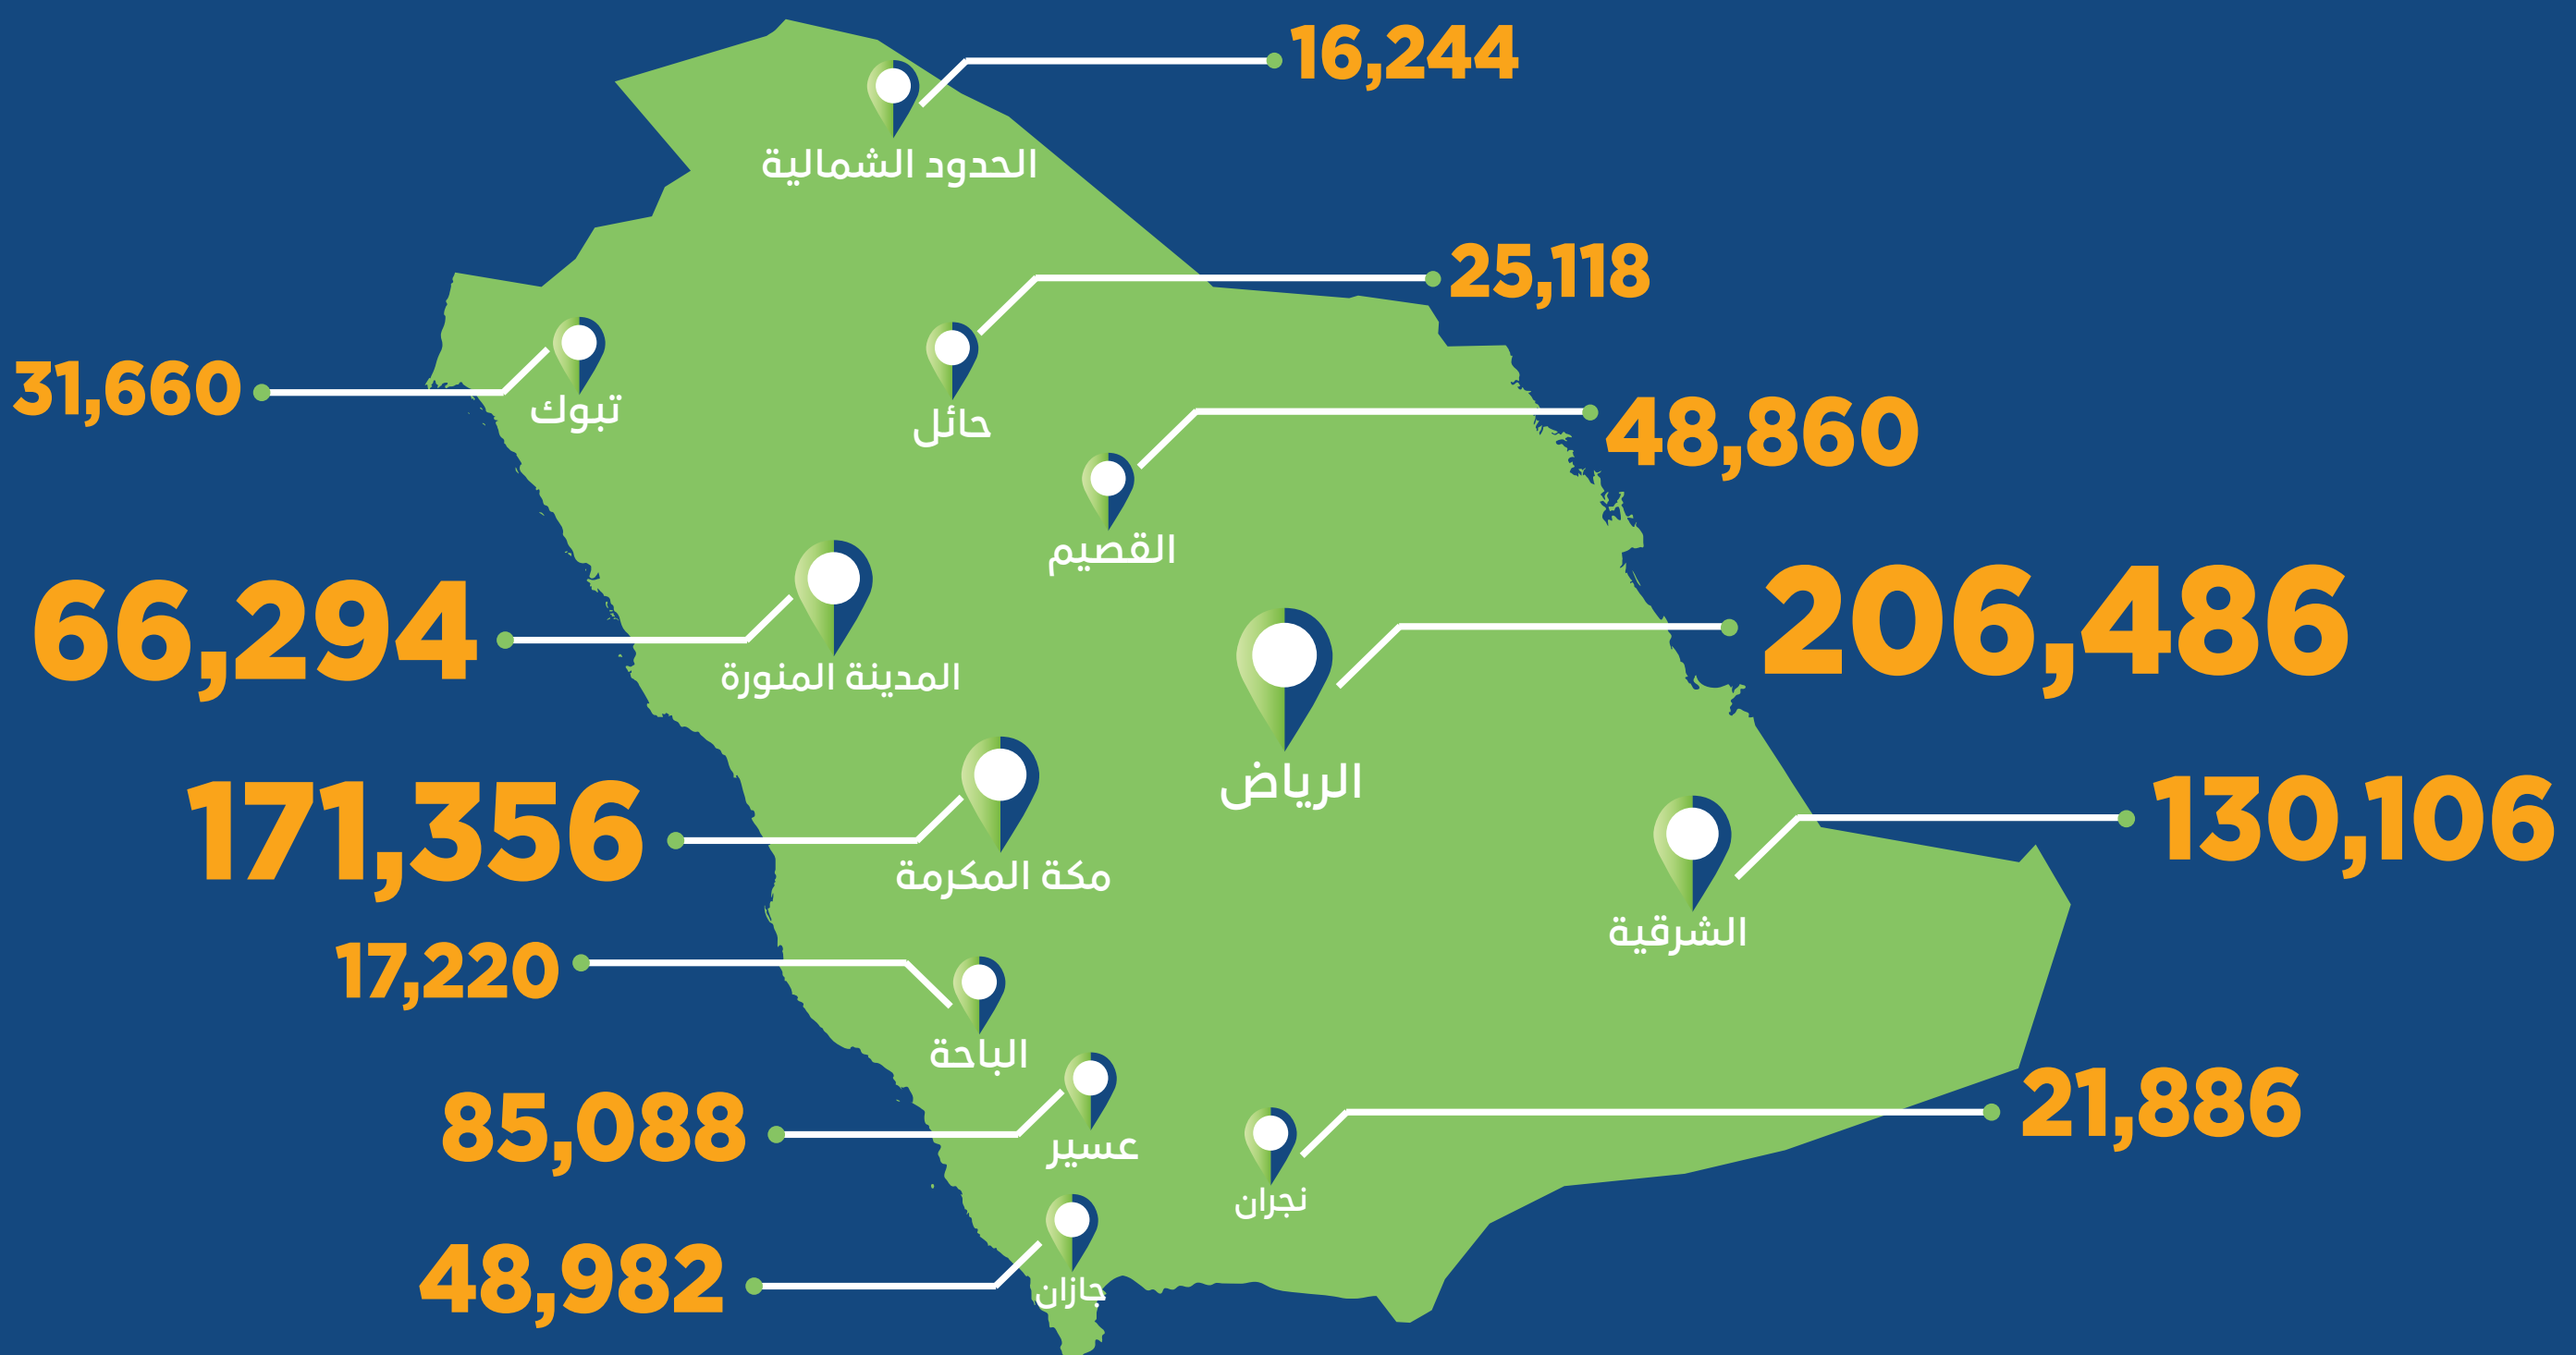 16,244
الحدود الشمالية
25,118
حائل
31,660
تبوك
48,860
القصيم
66,294
المدينة المنورة
206,486
الرياض
171,356
مكة المكرمة
130,106
الشرقية
17,220
الباحة
85,088
عسير
21,886
نجران
48,982
جازان